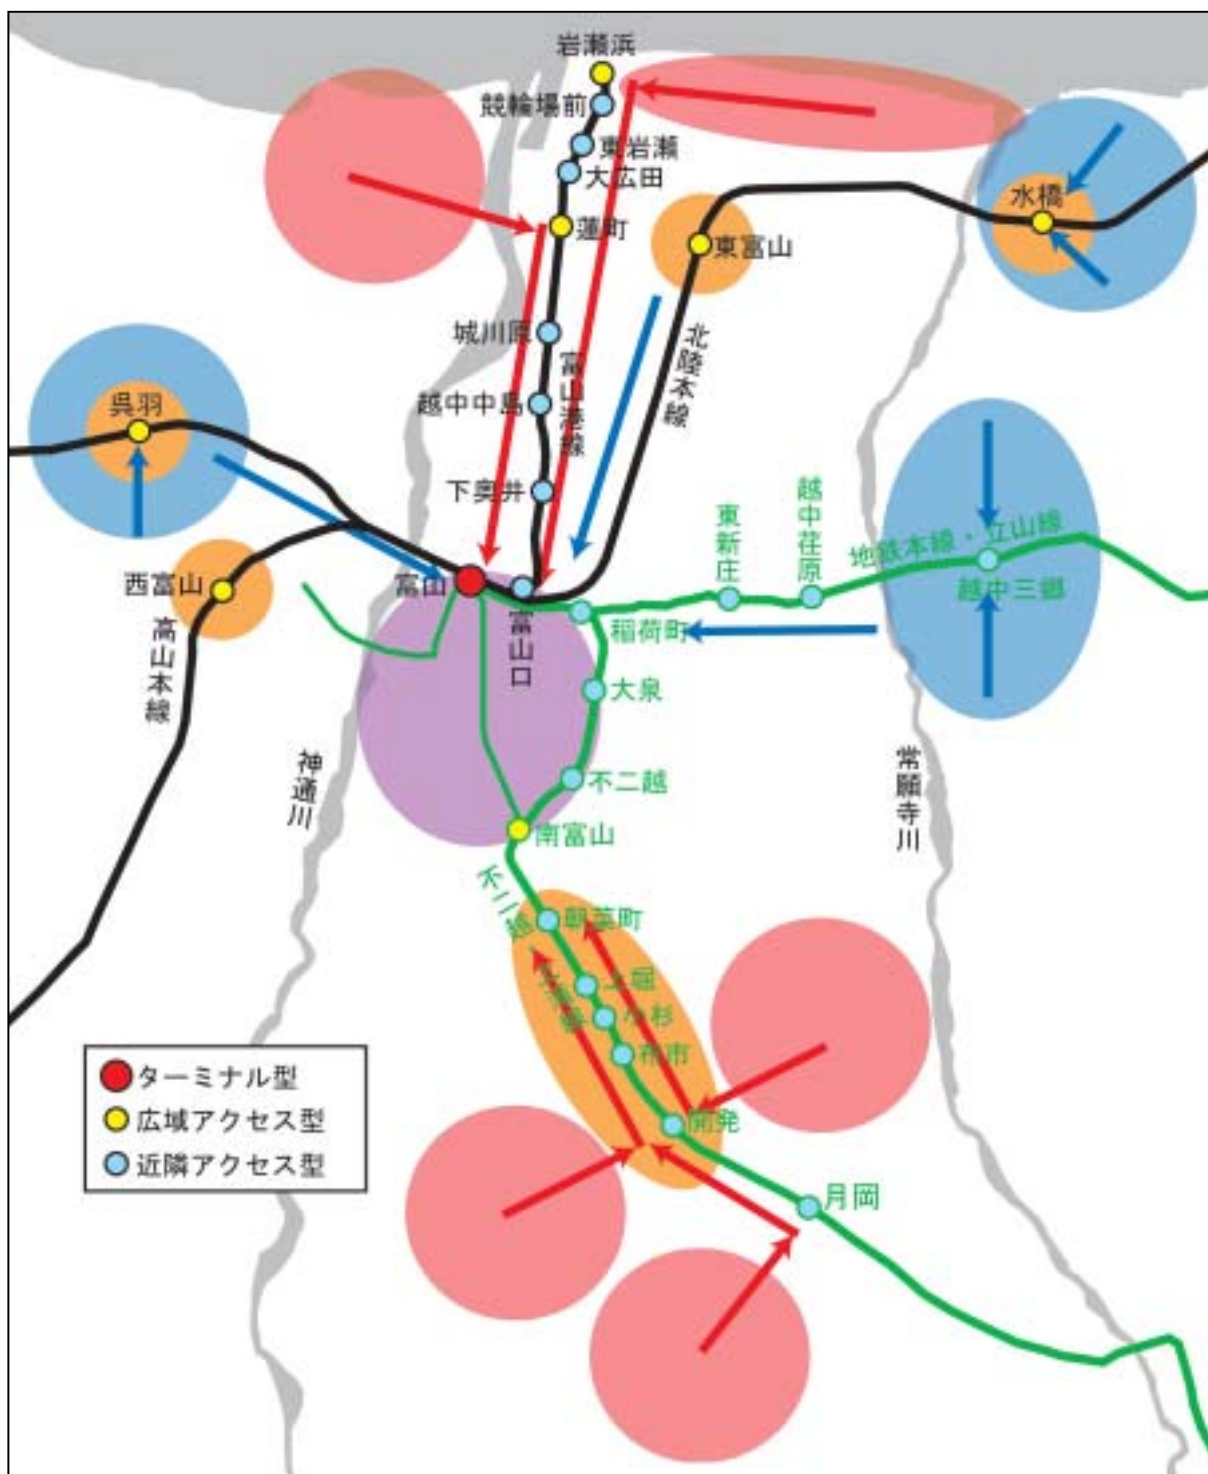 岩瀬浜
競輪場前
東岩瀬
大広田
蓮町
水橋
東富山
城川原
富山港線
北陸本線
越中中島
呉羽
下奥井
東新庄
越中荏原
地鉄本線・立山線
越中三郷
西富山
富山
富山口
稲荷町
高山本線
大泉
神通川
常願寺川
不二越
南富山
不二越
朝菜町
上堀
小杉
布市
開発
月岡
ターミナル型
広域アクセス型
近隣アクセス型